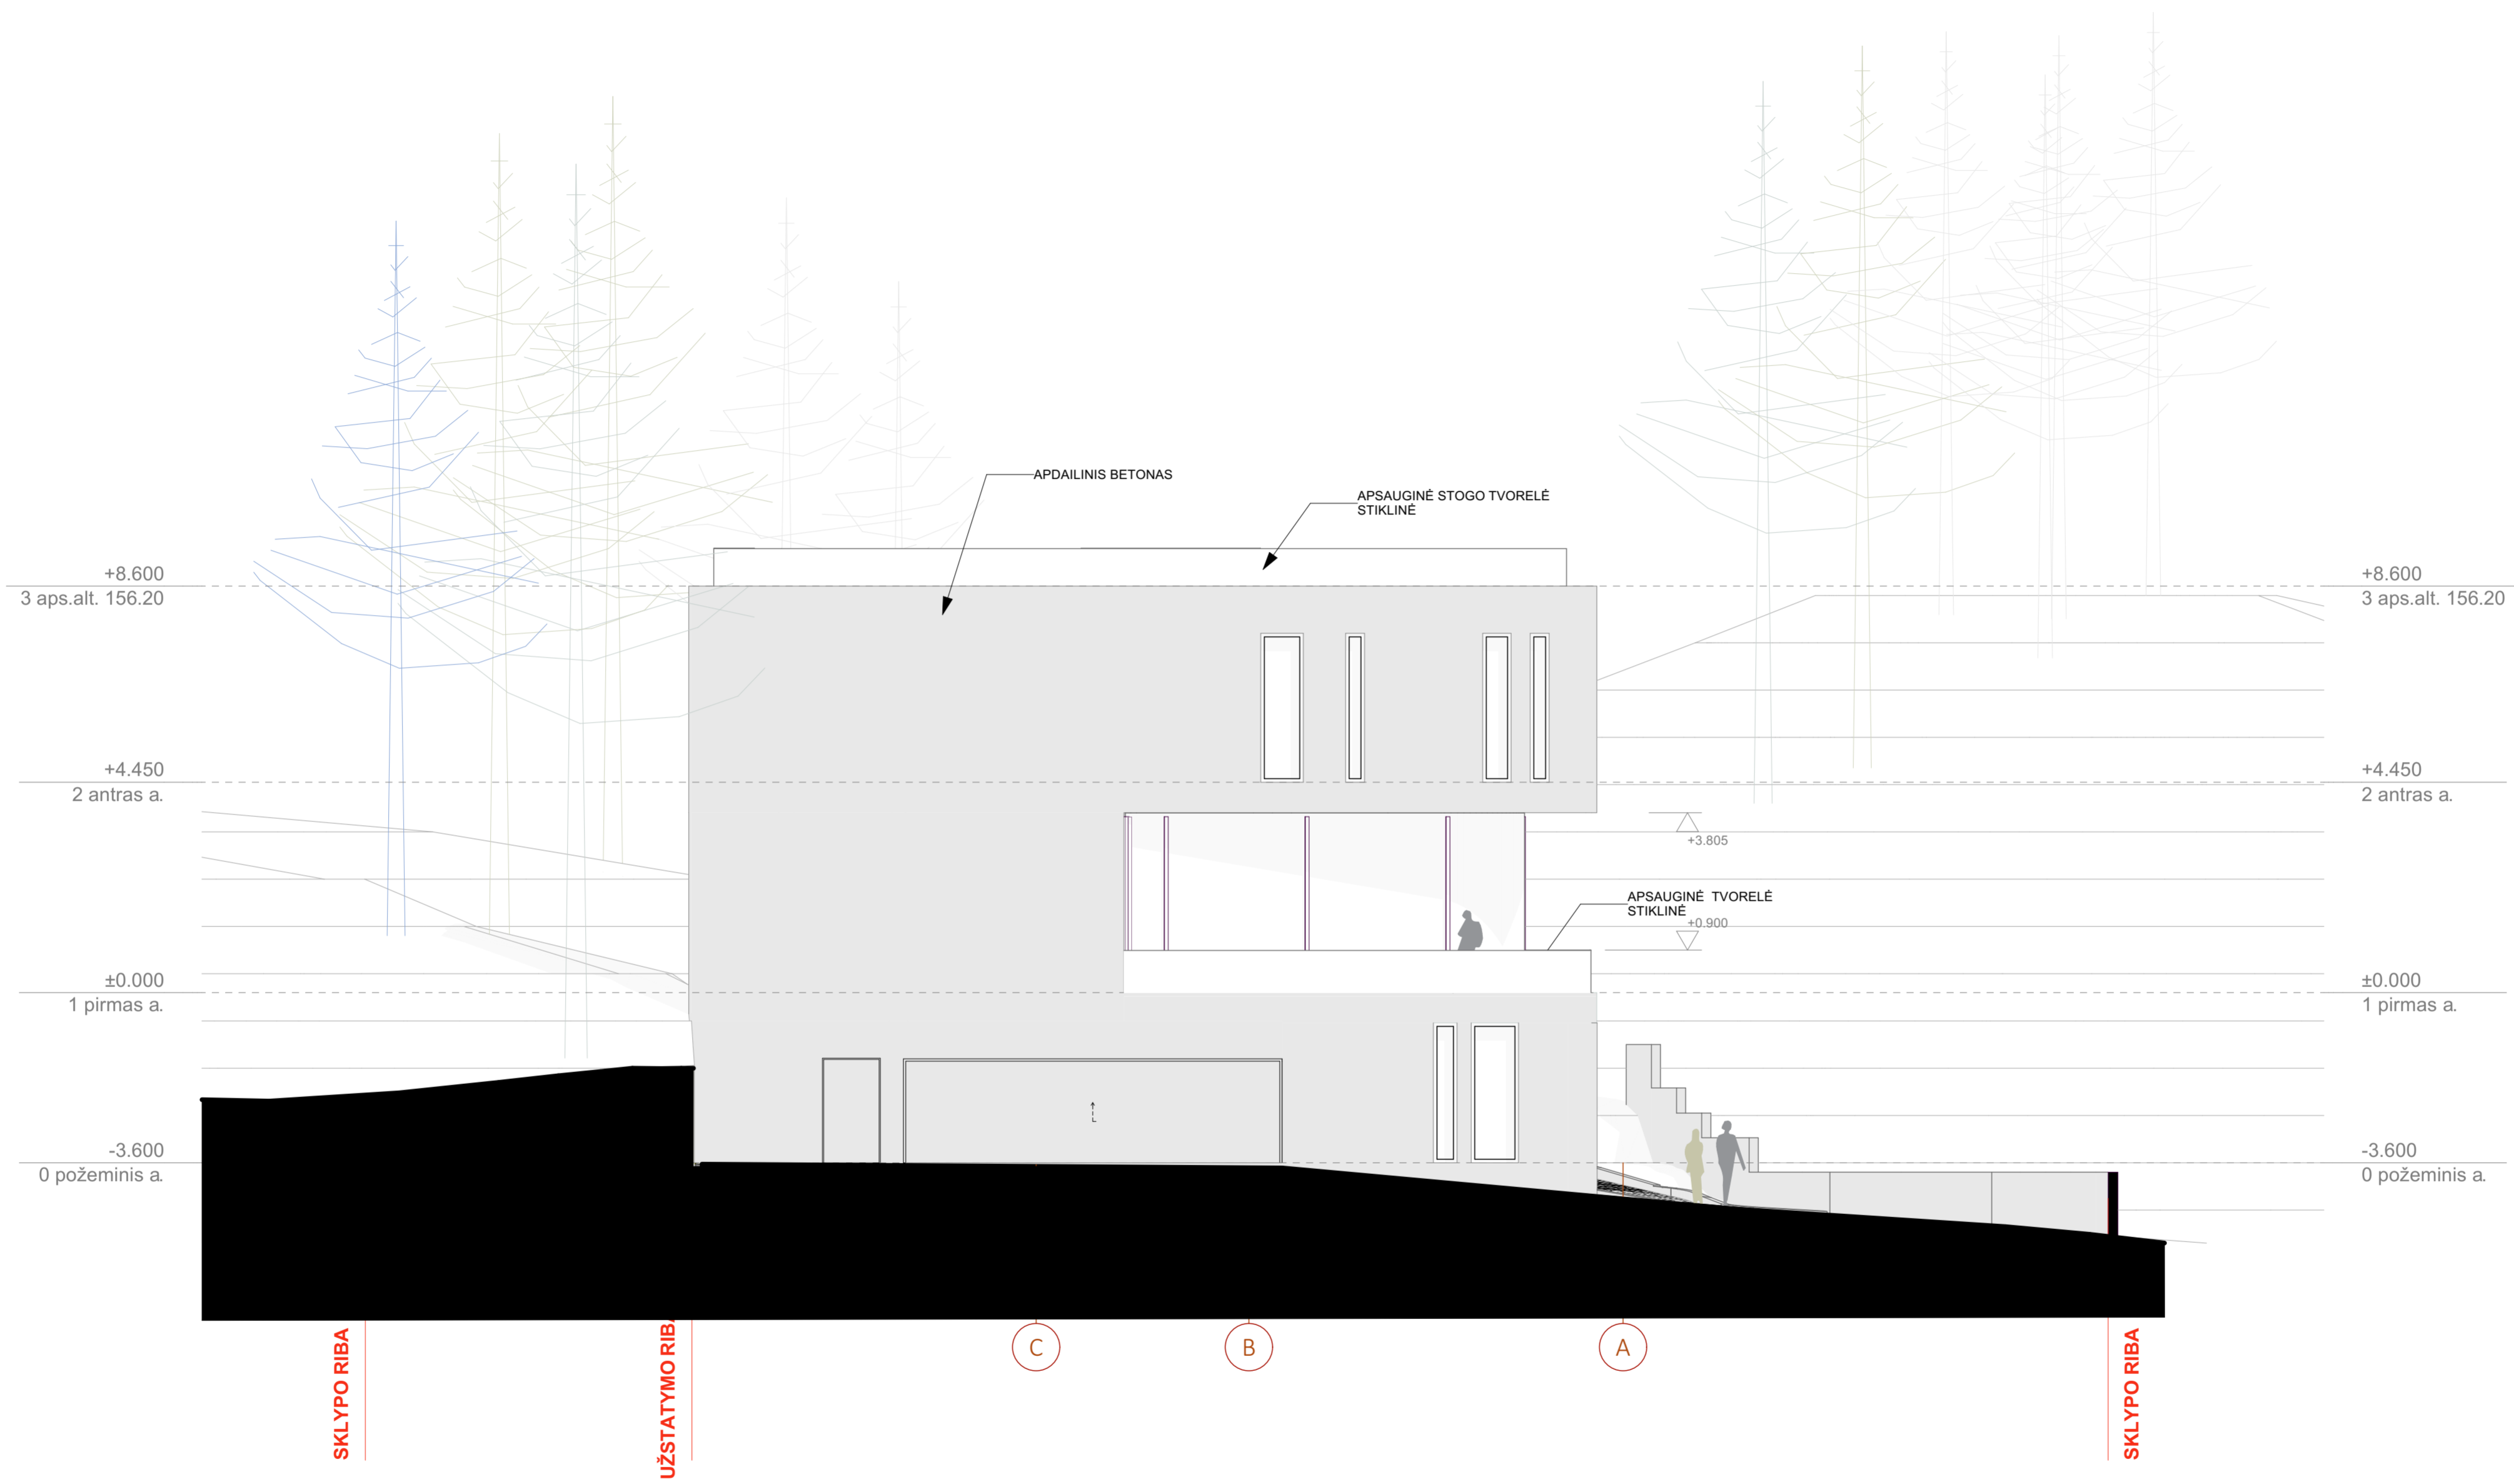 APDAILINIS BETONAS
APSAUGINĖ STOGO TVORELĖ
STIKLINĖ
+8.600
3 aps.alt. 156.20
+8.600
3 aps.alt. 156.20
+4.450
2 antras a.
+4.450
2 antras a.
+3.805
APSAUGINĖ TVORELĖ
STIKLINĖ
+0.900
±0.000
1 pirmas a.
±0.000
1 pirmas a.
-3.600
0 požeminis a.
-3.600
0 požeminis a.
SKLYPO RIBA
UŽSTATYMO RIBA
C
B
A
SKLYPO RIBA